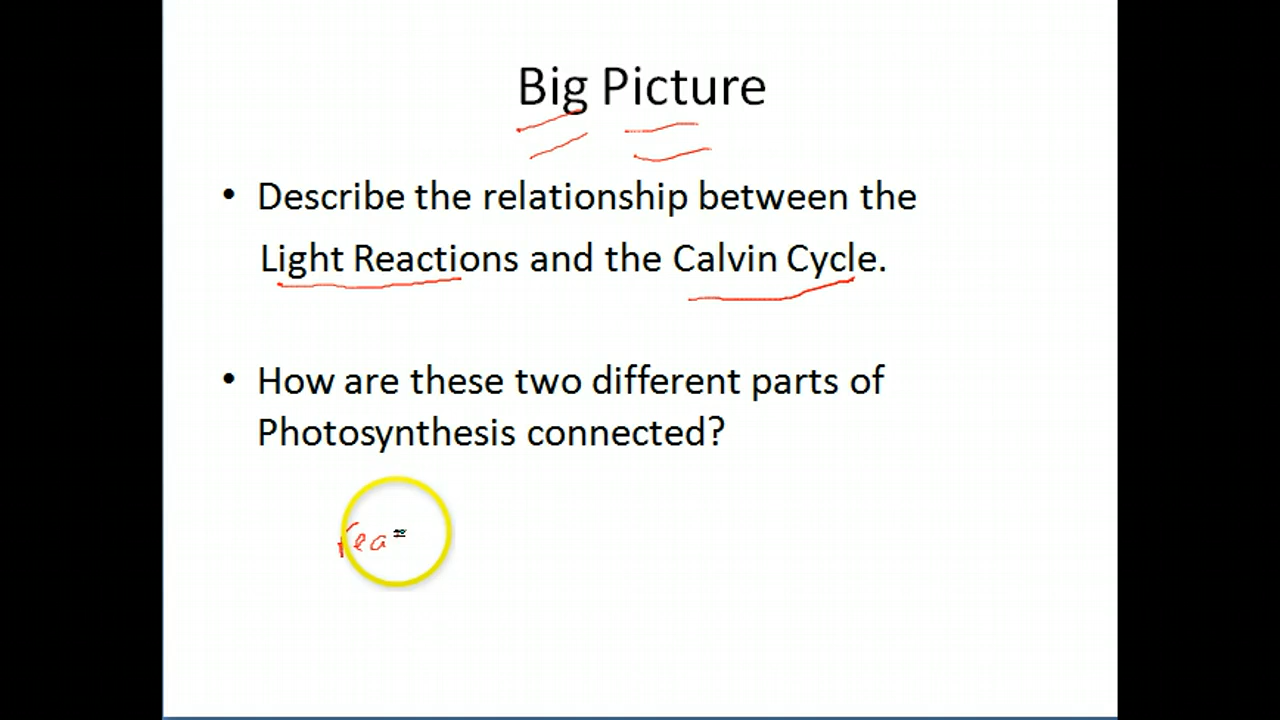 Big Picture
• Describe the relationship between the
Light Reactions and the Calvin Cycle.
• How are these two different parts of
Photosynthesis connected?
rea